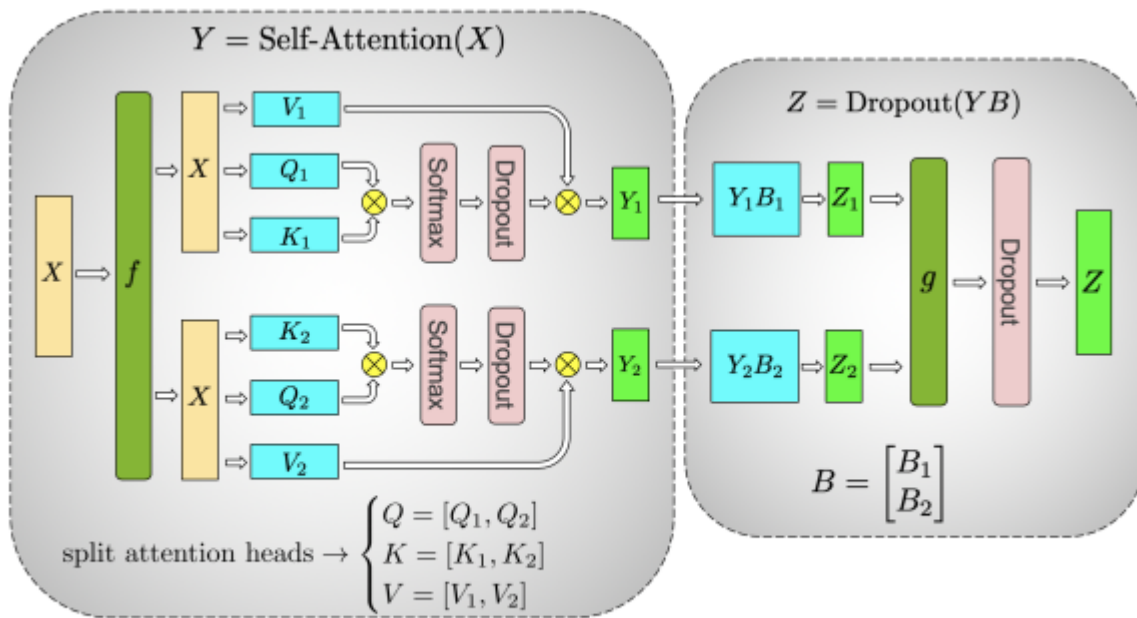 Y = Self-Attention(X)
X
f
X
V₁
Q₁
K₁
Softmax
Dropout
Y₁
X
K₂
Q₂
V₂
Softmax
Dropout
Y₂
split attention heads → { Q = [Q₁, Q₂]
K = [K₁, K₂]
V = [V₁, V₂]
Z = Dropout(YB)
Y₁B₁
Z₁
Y₂B₂
Z₂
g
Dropout
Z
B = [B₁
B₂]